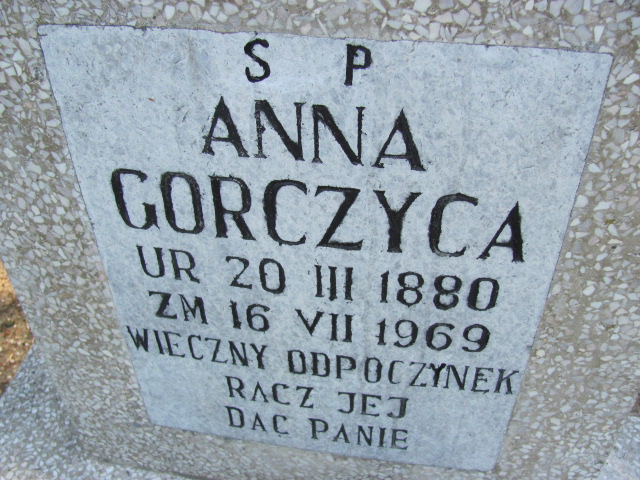 S P
ANNA
GORCZYCA
UR 20 III 1880
ZM 16 VII 1969
WIECZNY ODPOCZYNEK
RACZ JEJ
DAC PANIE